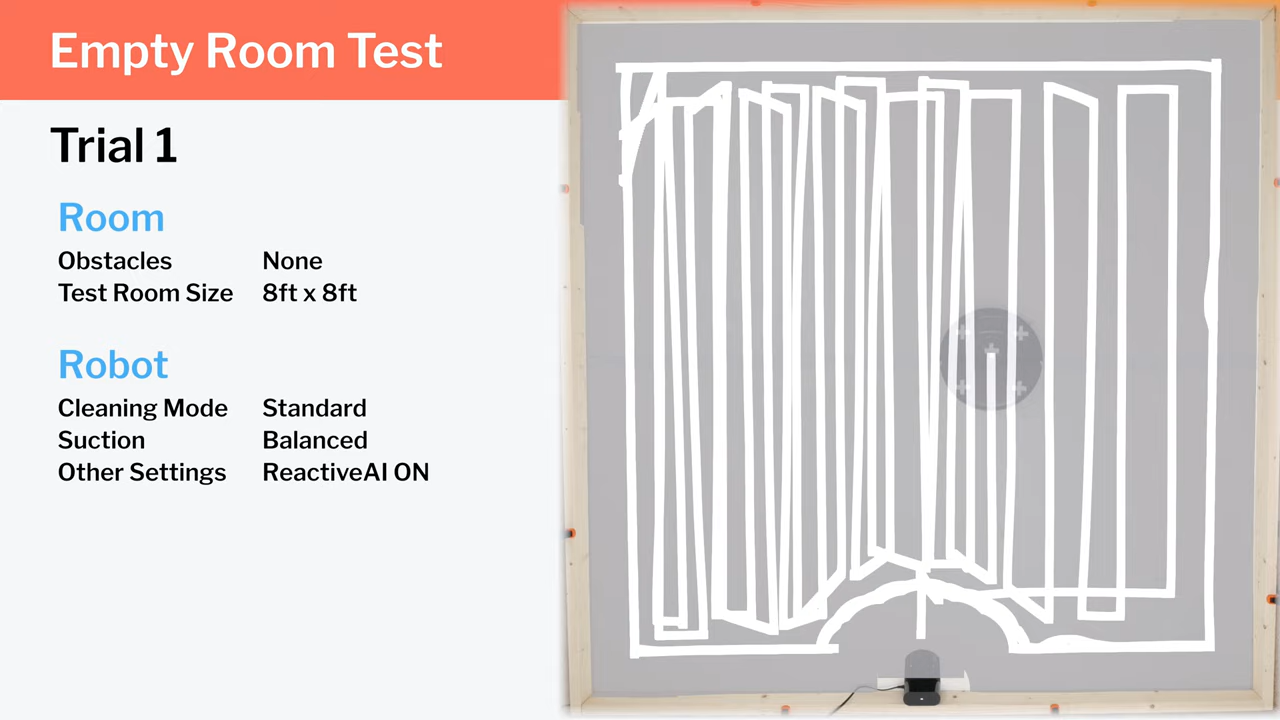 Empty Room Test
Trial 1
Room
Obstacles None
Test Room Size 8ft x 8ft
Robot
Cleaning Mode Standard
Suction Balanced
Other Settings ReactiveAI ON